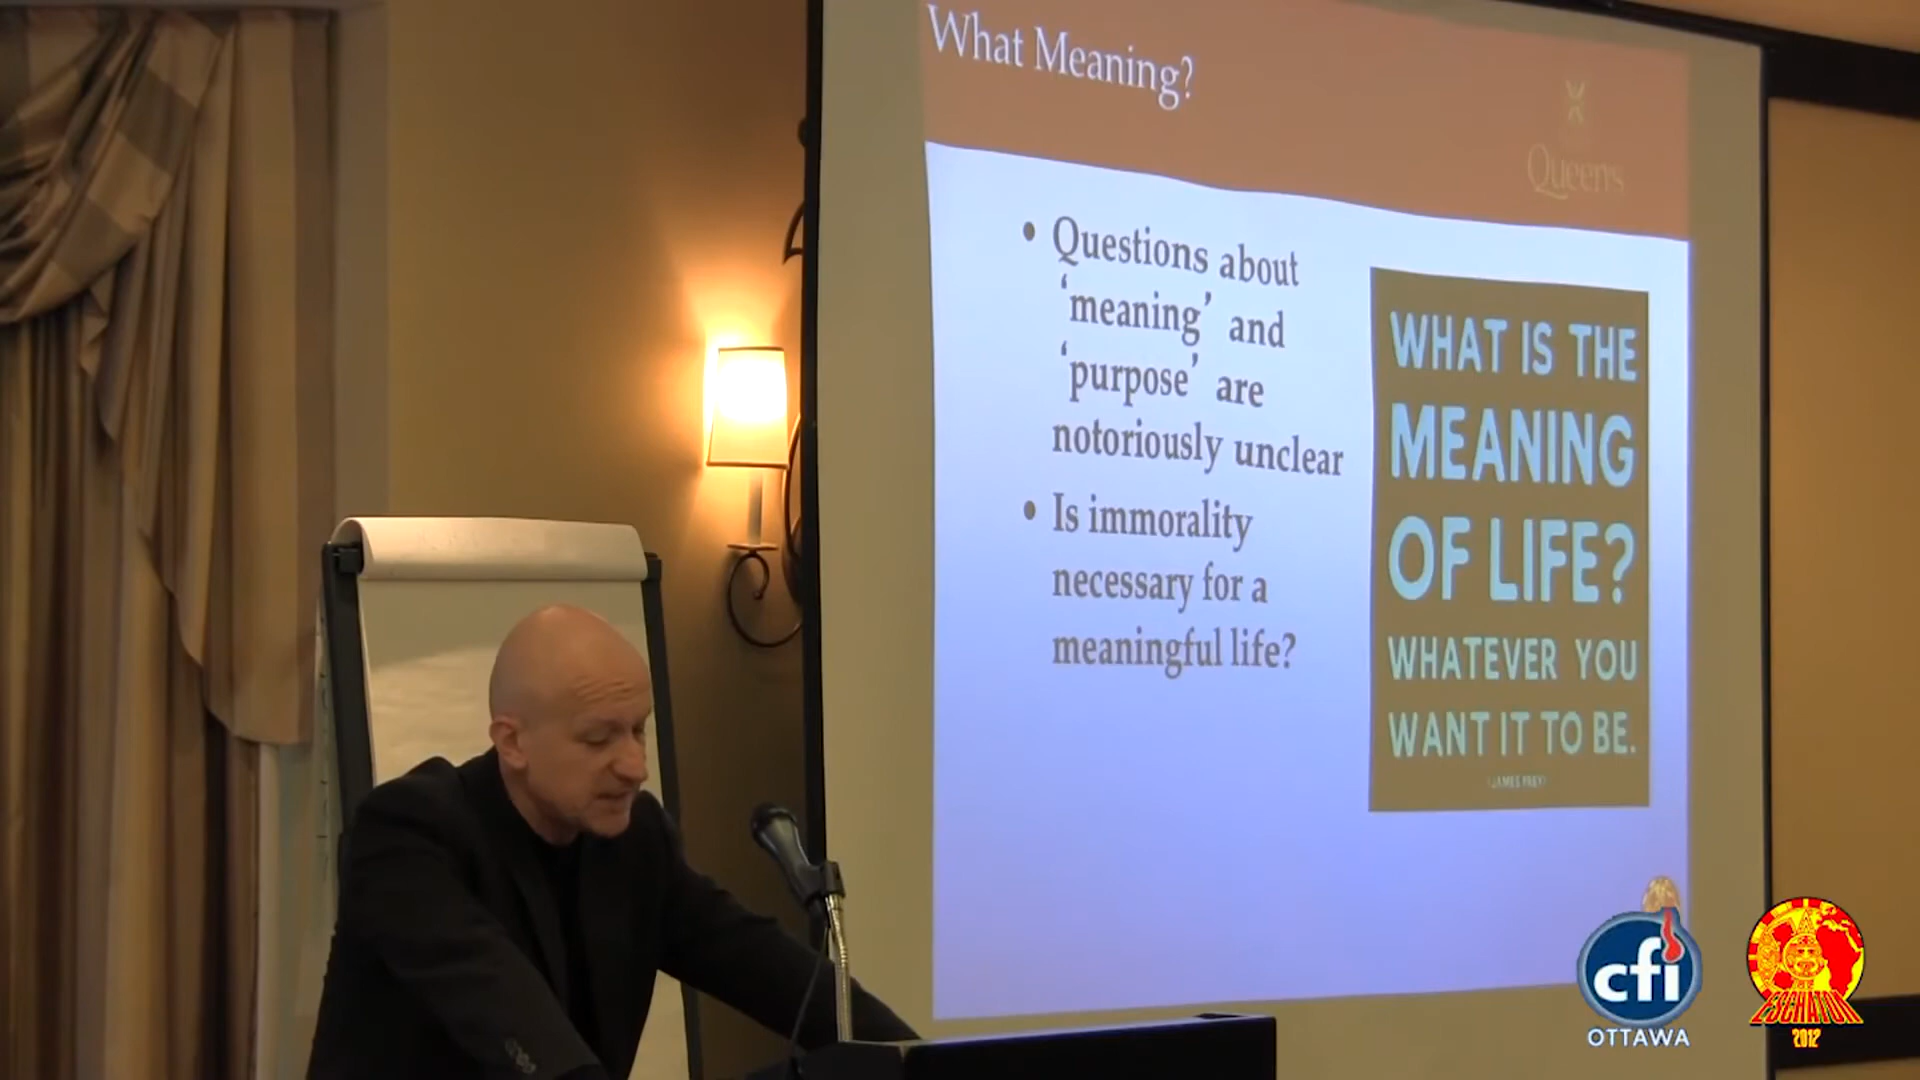 What Meaning?
Queen's
• Questions about
'meaning' and
'purpose' are
notoriously unclear
• Is immorality
necessary for a
meaningful life?
WHAT IS THE
MEANING
OF LIFE?
WHATEVER YOU
WANT IT TO BE.
(JAMES FREY)
cfi
OTTAWA
ESCHATON
2012